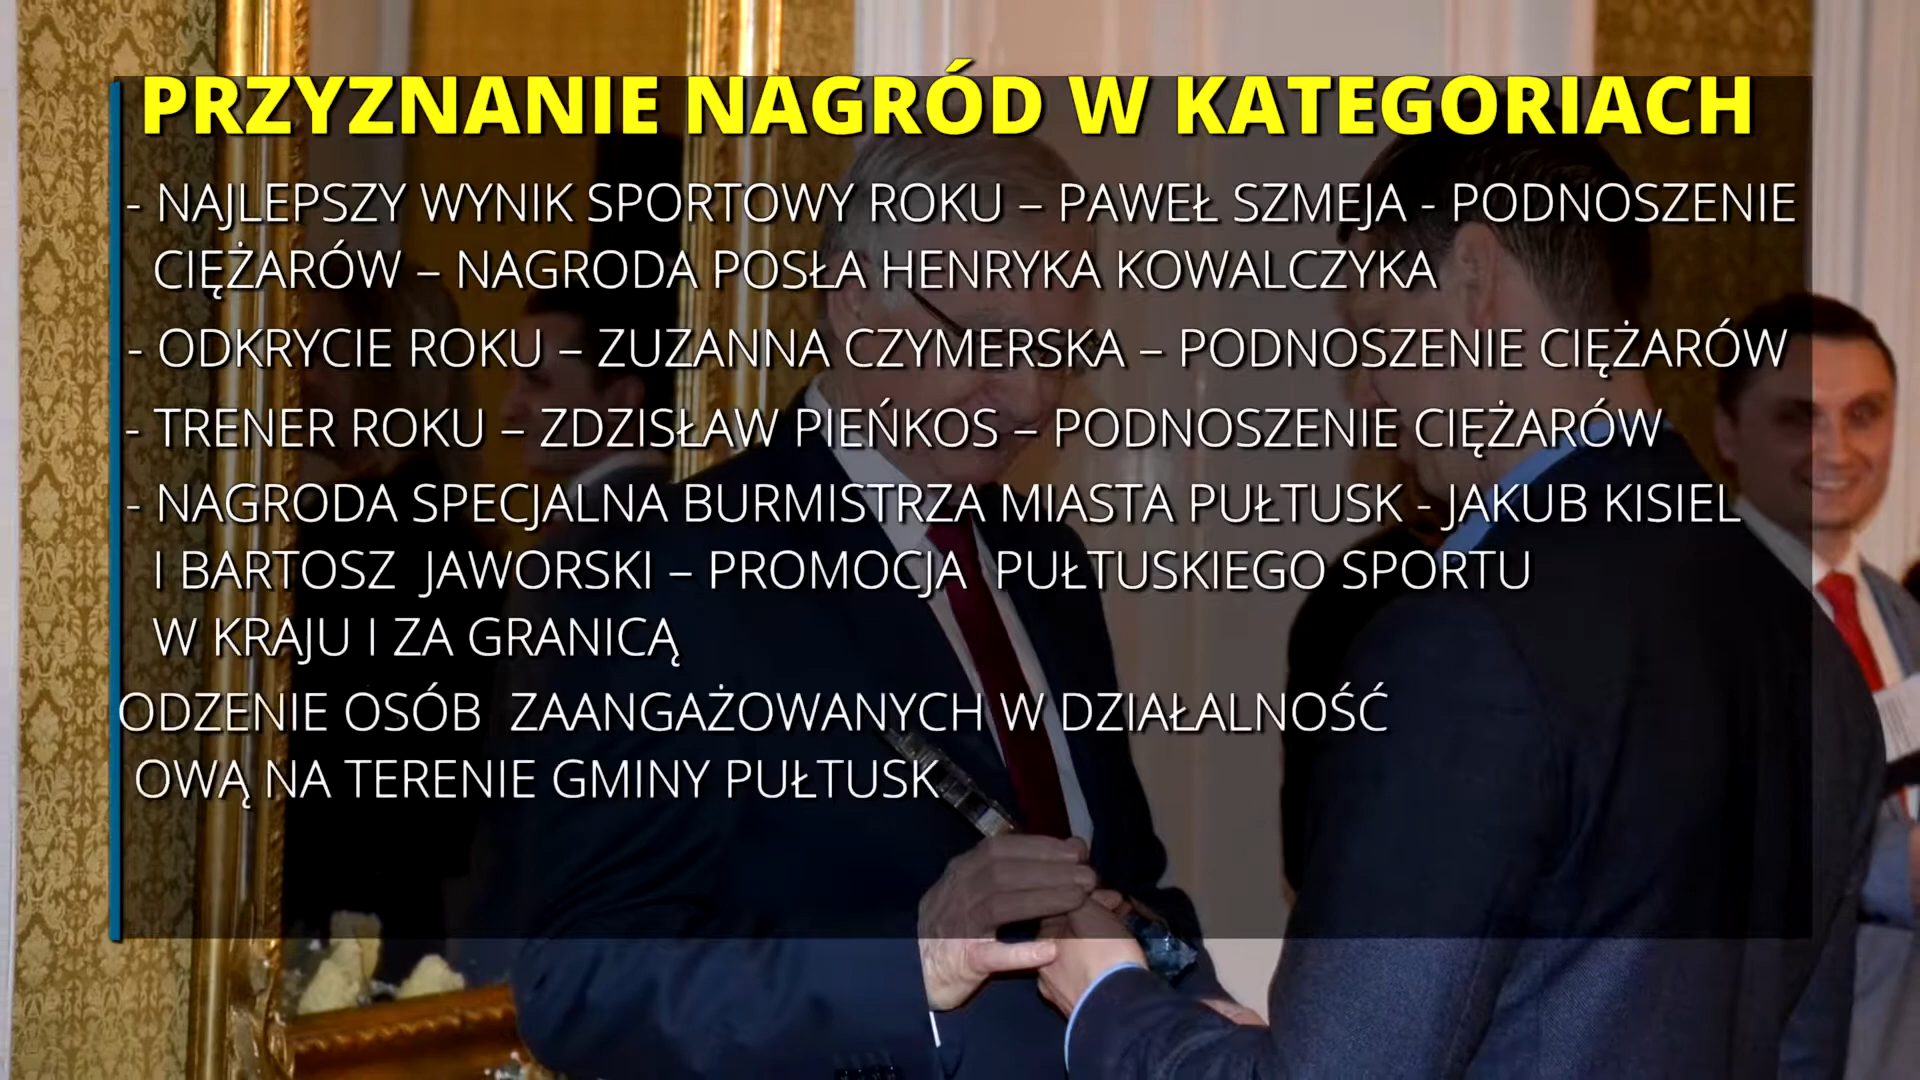 PRZYZNANIE NAGRÓD W KATEGORIACH
- NAJLEPSZY WYNIK SPORTOWY ROKU – PAWEŁ SZMEJA - PODNOSZENIE
CIĘŻARÓW – NAGRODA POSŁA HENRYKA KOWALCZYKA
- ODKRYCIE ROKU – ZUZANNA CZYMERSKA – PODNOSZENIE CIĘŻARÓW
- TRENER ROKU – ZDZISŁAW PIEŃKOS – PODNOSZENIE CIĘŻARÓW
- NAGRODA SPECJALNA BURMISTRZA MIASTA PUŁTUSK - JAKUB KISIEL
I BARTOSZ JAWORSKI – PROMOCJA PUŁTUSKIEGO SPORTU
W KRAJU I ZA GRANICĄ
ODZENIE OSÓB ZAANGAŻOWANYCH W DZIAŁALNOŚĆ
OWĄ NA TERENIE GMINY PUŁTUSK